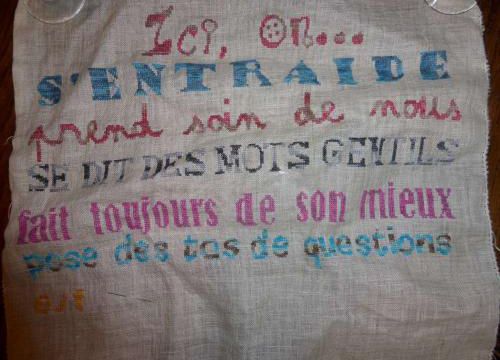 Ici, On...
S'ENTRAIDE
prend soin de nous
SE DIT DES MOTS GENTILS
fait toujours de son mieux
pose des tas de questions
est